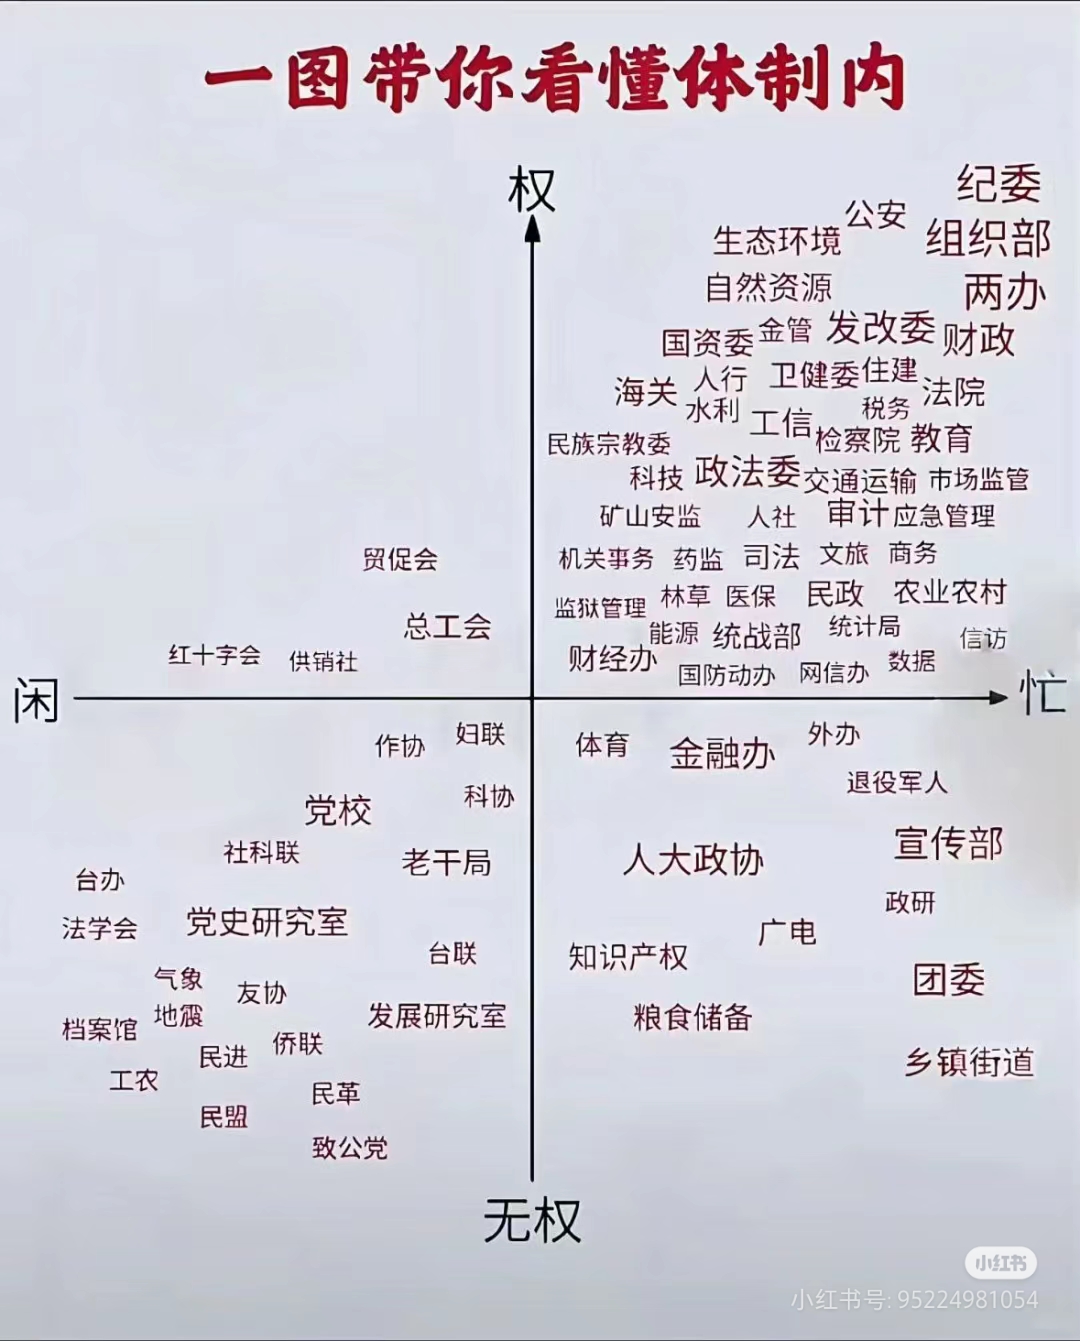 一图带你看懂体制内
权
纪委
公安
生态环境 组织部
自然资源 两办
国资委 金管 发改委 财政
海关 人行 卫健委 住建 法院
水利 工信 税务
民族宗教委 检察院 教育
科技 政法委 交通运输 市场监管
矿山安监 人社 审计 应急管理
贸促会 机关事务 药监 司法 文旅 商务
监狱管理 林草 医保 民政 农业农村
总工会 能源 统战部 统计局 信访
红十字会 供销社 财经办 国防动办 网信办 数据
闲 忙
作协 妇联 体育 金融办 外办
科协 退役军人
党校
社科联 老干局 人大政协 宣传部
台办
法学会 党史研究室 政研
台联 知识产权 广电
气象 友协 团委
档案馆 地震 发展研究室 粮食储备
民进 侨联 乡镇街道
工农 民革
民盟
致公党
无权
小红书
小红书号: 95224981054